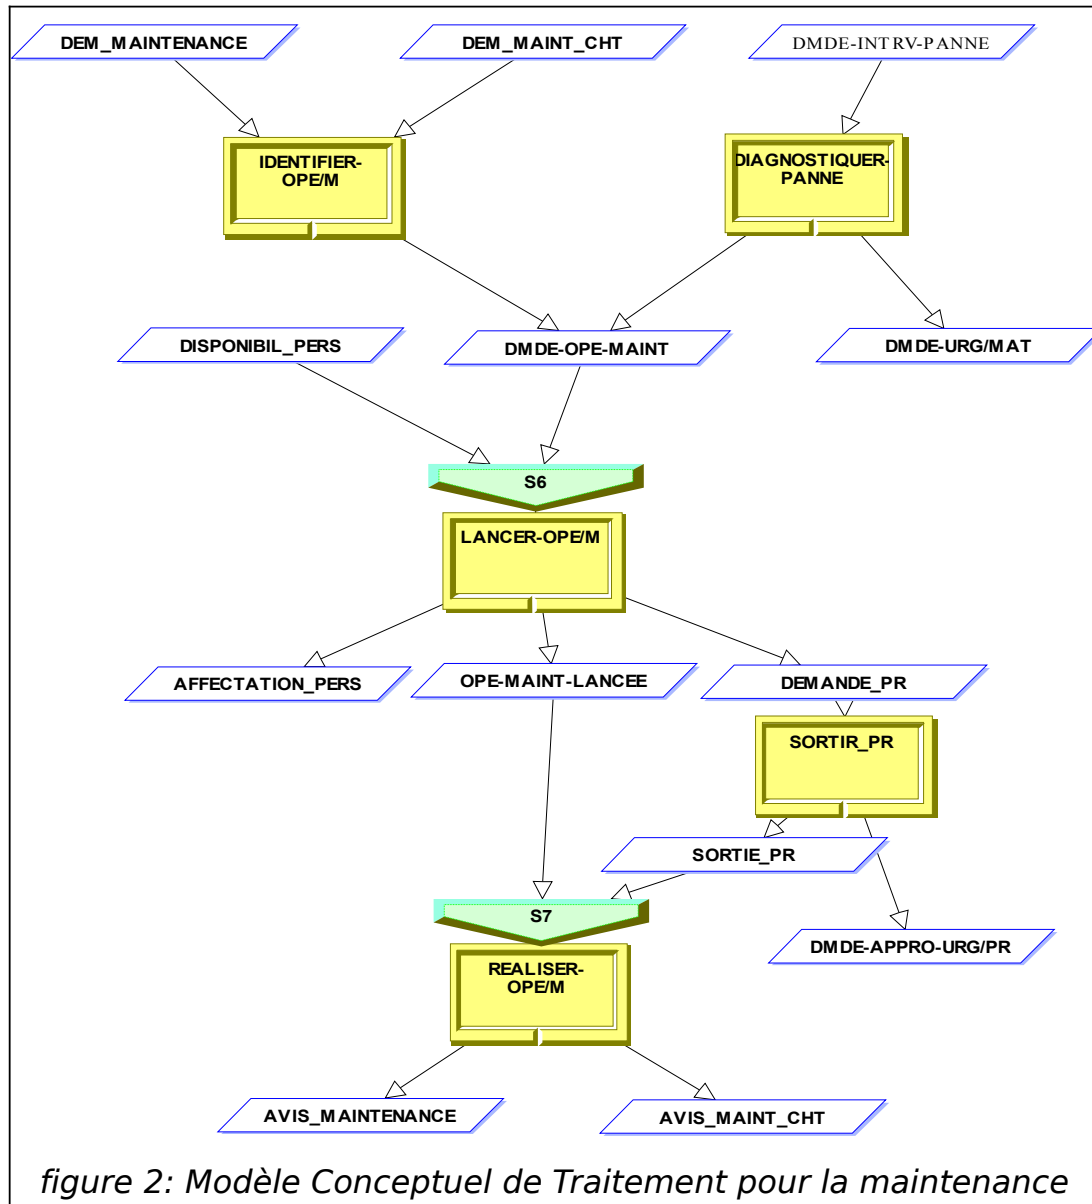 DEM_MAINTENANCE
DEM_MAINT_CHT
DMDE-INTRV-PANNE
IDENTIFIER-
OPE/M
DIAGNOSTIQUER-
PANNE
DISPONIBIL_PERS
DMDE-OPE-MAINT
DMDE-URG/MAT
S6
LANCER-OPE/M
AFFECTATION_PERS
OPE-MAINT-LANCEE
DEMANDE_PR
SORTIR_PR
SORTIE_PR
S7
DMDE-APPRO-URG/PR
REALISER-
OPE/M
AVIS_MAINTENANCE
AVIS_MAINT_CHT
figure 2: Modèle Conceptuel de Traitement pour la maintenance